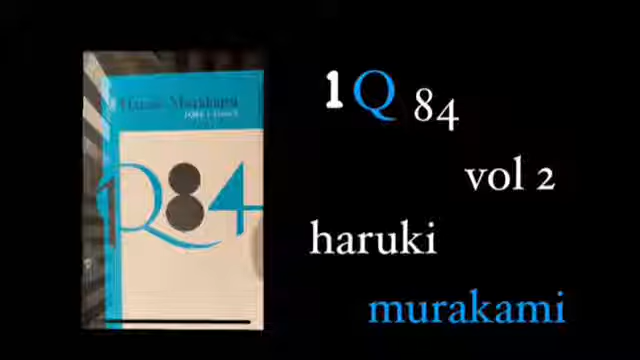 Haruki Murakami
1Q84
1Q 84
vol 2
haruki
murakami